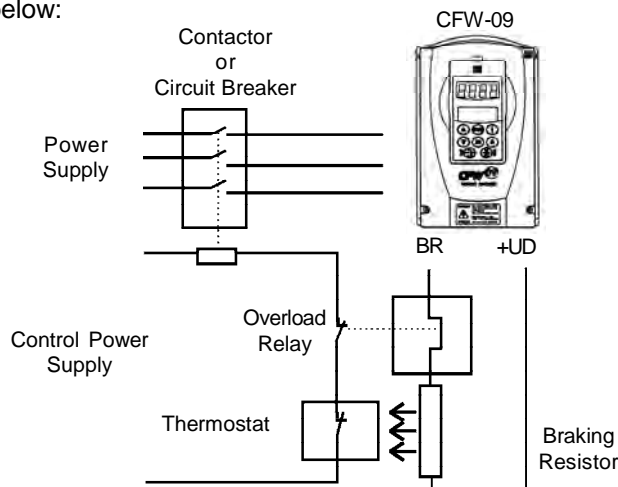 below:
CFW-09
Contactor
or
Circuit Breaker
Power
Supply
BR
+UD
Control Power
Supply
Overload
Relay
Thermostat
Braking
Resistor